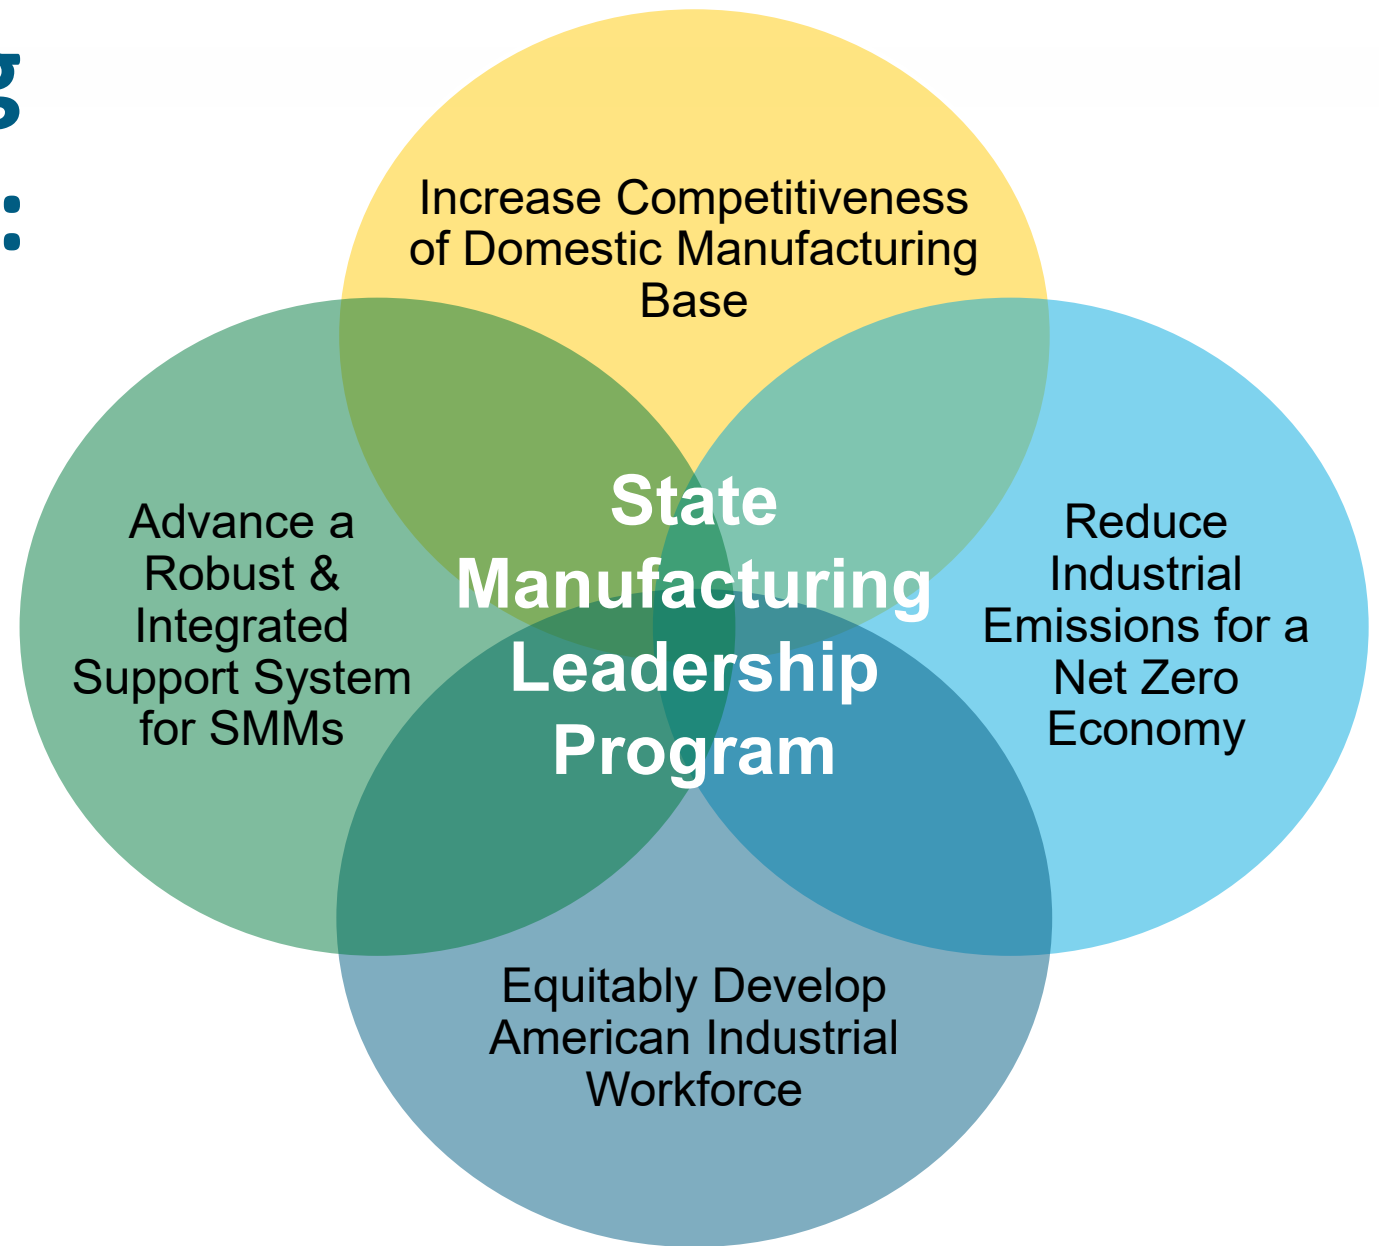 g
:
Increase Competitiveness
of Domestic Manufacturing
Base
Advance a
Robust &
Integrated
Support System
for SMMs
State
Manufacturing
Leadership
Program
Reduce
Industrial
Emissions for a
Net Zero
Economy
Equitably Develop
American Industrial
Workforce